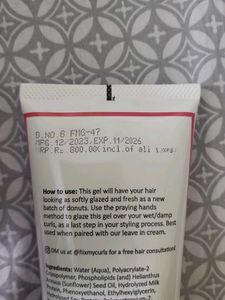 B.NO.8 FMG-47
MFG.12/2023,EXP.11/2026
MRP.Rs.800.00(incl.of all taxes)
How to use: This gel will have your hair
looking as softly glazed and fresh as a new
batch of donuts. Use the praying hands
method to glaze this gel over your wet/damp
curls, as a last step in your styling process. Best
used when paired with our leave in cream.
DM us at @fixmycurls for a free hair consultation!
Ingredients: Water (Aqua), Polyacrylate-2
Crosspolymer, Phospholipids (and) Helianthus
Annuus (Sunflower) Seed Oil, Hydrolyzed Milk
Protein, Phenoxyethanol, Ethylhexylglycerin,